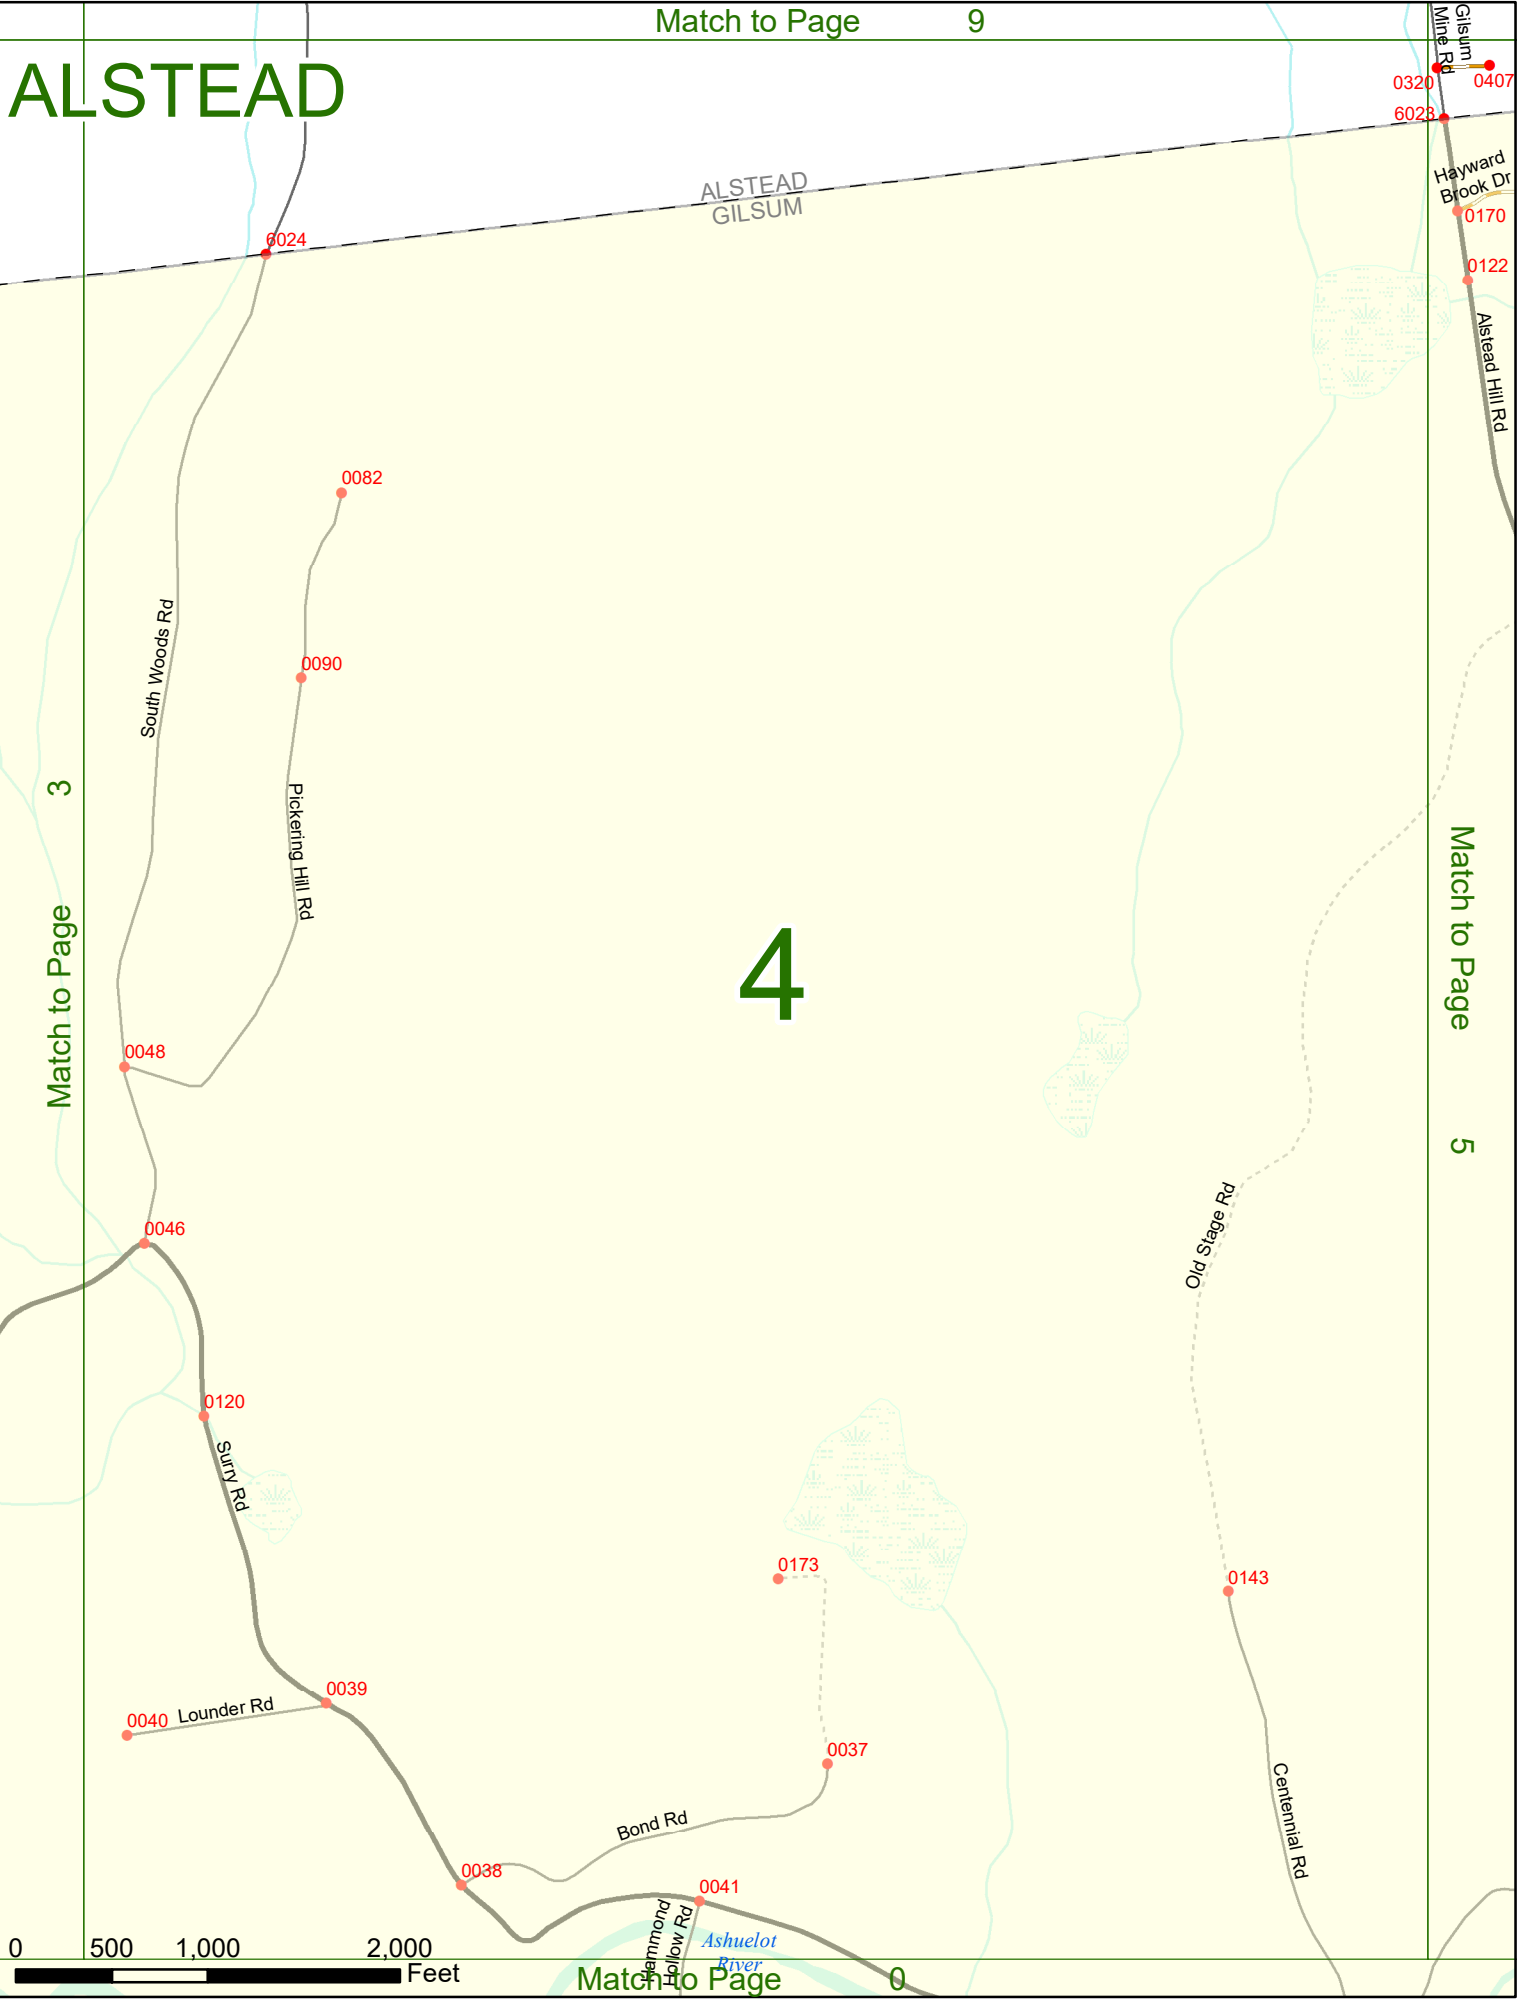 Match to Page 9
ALSTEAD
Gilsum
Mine Rd
0320
0407
6023
Hayward
Brook Dr
0170
0122
Alstead Hill Rd
ALSTEAD
GILSUM
6024
0082
South Woods Rd
0090
Pickering Hill Rd
Match to Page 3
4
Match to Page 5
0048
0046
Old Stage Rd
0120
Surry Rd
0173
0143
0039
Lounder Rd
0040
0037
Bond Rd
Centennial Rd
0038
0041
Hammond
Hollow Rd
Ashuelot
River
0 500 1,000 2,000
Feet
Match to Page 0